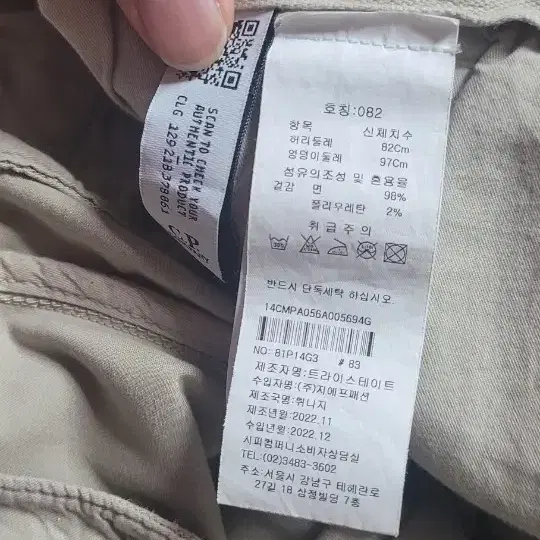 SCAN TO CHECK YOUR
AUTHENTIC PRODUCT
CLG 129 218 378 861
호칭:082
항목 신체치수
허리둘레 82Cm
엉덩이둘레 97Cm
섬유의조성 및 혼용율
겉감 면 98%
폴리우레탄 2%
취급주의
반드시 단독세탁 하십시오.
14CMPA056A005694G
NO: 81P14G3 # 83
제조자명:트라이스테이트
수입자명:(주)지에프패션
제조국명:튀니지
제조년월:2022.11
수입년월:2022.12
시피컴퍼니소비자상담실
TEL:(02)3483-3602
주소:서울시 강남구 테헤란로
27길 18 삼정빌딩 7층